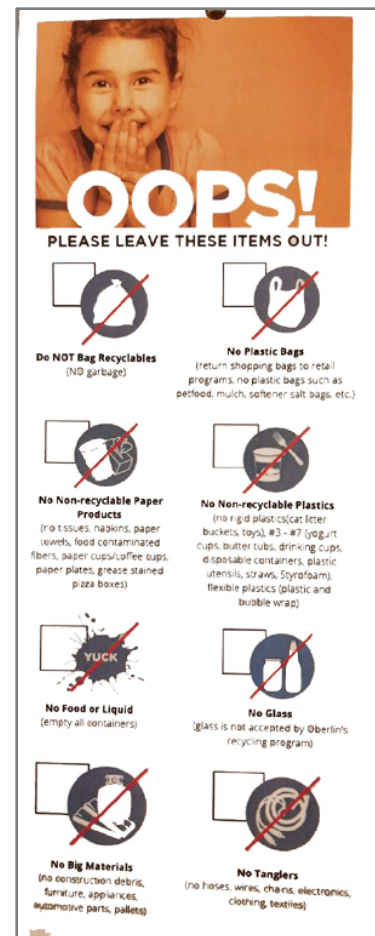 OOPS!
PLEASE LEAVE THESE ITEMS OUT!
Do NOT Bag Recyclables
(NO garbage)
No Plastic Bags
(return shopping bags to retail
programs, no plastic bags such as
petfood, mulch, softener salt bags, etc.)
No Non-recyclable Paper
Products
(no tissues, napkins, paper
towels, food contaminated
fibers, paper cups/coffee cups,
paper plates, grease stained
pizza boxes)
No Non-recyclable Plastics
(no rigid plastics(cat litter
buckets, toys), #3 - #7 (yogurt
cups, butter tubs, drinking cups,
disposable containers, plastic
utensils, straws, Styrofoam),
flexible plastics (plastic and
bubble wrap)
YUCK
No Food or Liquid
(empty all containers)
No Glass
(glass is not accepted by Oberlin's
recycling program)
No Big Materials
(no construction debris,
furniture, appliances,
automotive parts, pallets)
No Tanglers
(no hoses, wires, chains, electronics,
clothing, textiles)